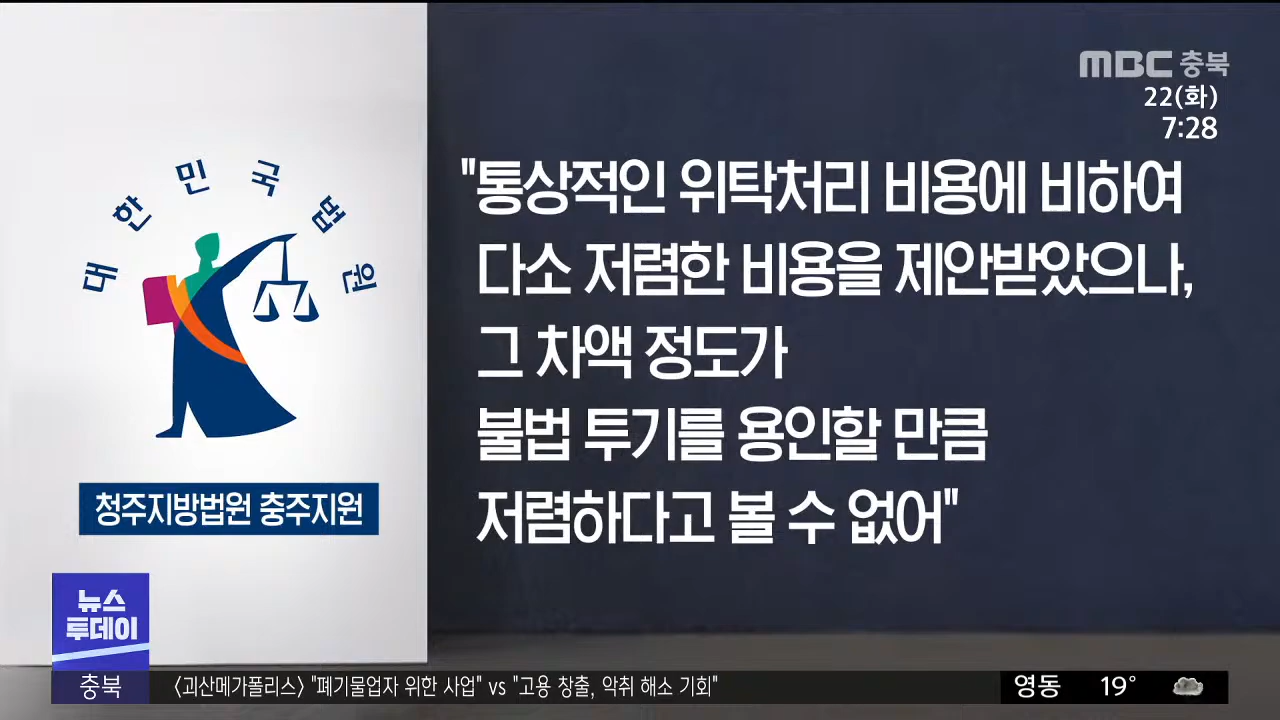 MBC 충북
22(화)
7:28
대한민국법원
"통상적인 위탁처리 비용에 비하여
다소 저렴한 비용을 제안받았으나,
그 차액 정도가
불법 투기를 용인할 만큼
저렴하다고 볼 수 없어"
청주지방법원 충주지원
뉴스
투데이
충북
〈괴산메가폴리스〉 "폐기물업자 위한 사업" vs "고용 창출, 악취 해소 기회"
영동 19°